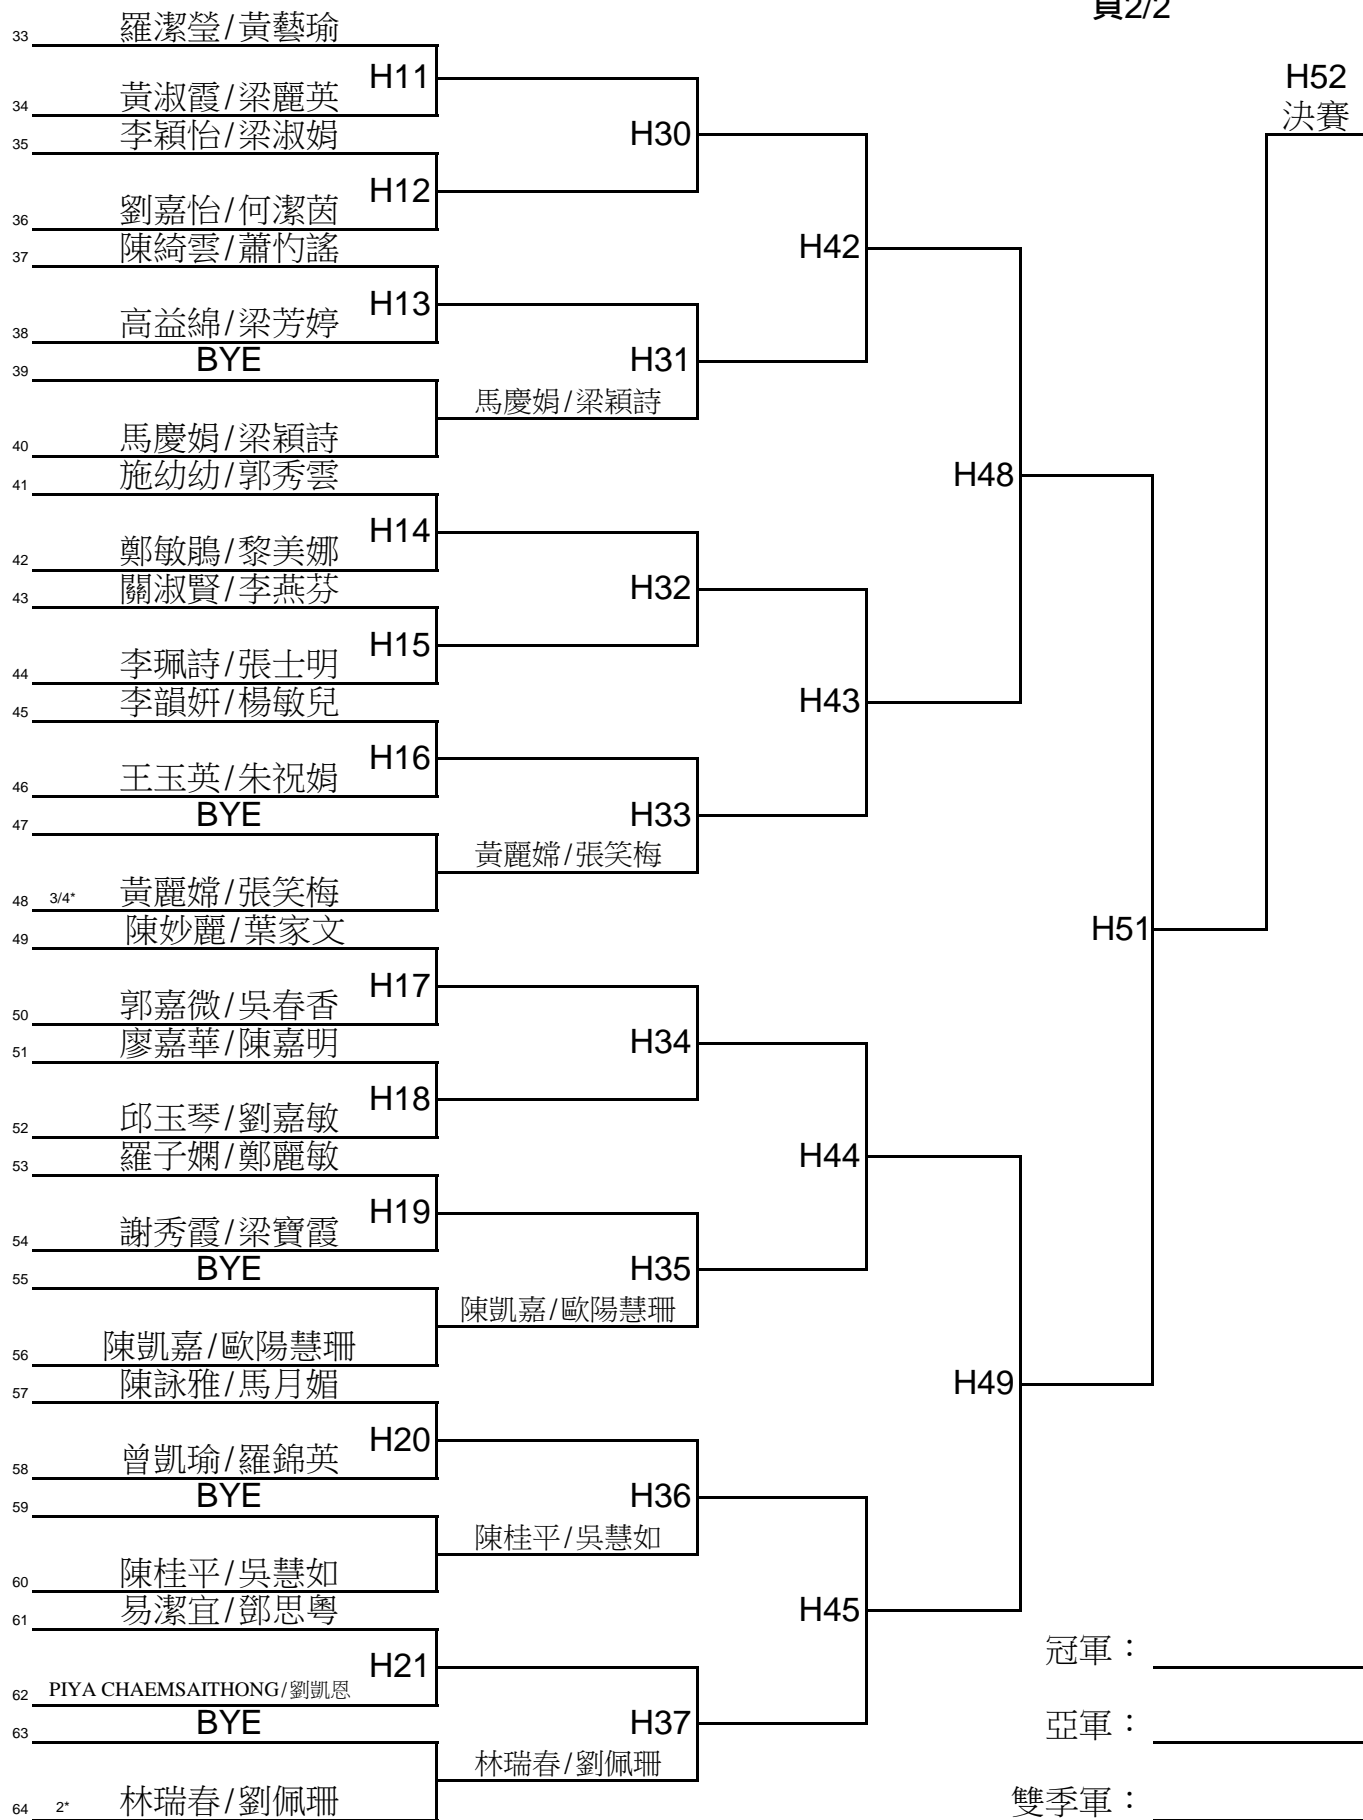 頁2/2
33 羅潔瑩/黃藝瑜
H11
34 黃淑霞/梁麗英
H30
35 李穎怡/梁淑娟
H12
36 劉嘉怡/何潔茵
H42
37 陳綺雲/蕭忬謠
H13
38 高益綿/梁芳婷
H31
39 BYE
馬慶娟/梁穎詩
40 馬慶娟/梁穎詩
H48
41 施幼幼/郭秀雲
H14
42 鄭敏鵑/黎美娜
H32
43 關淑賢/李燕芬
H15
44 李珮詩/張士明
H43
45 李韻妍/楊敏兒
H16
46 王玉英/朱祝娟
H33
47 BYE
黃麗嫦/張笑梅
48 3/4* 黃麗嫦/張笑梅
H51
49 陳妙麗/葉家文
H17
50 郭嘉微/吳春香
H34
51 廖嘉華/陳嘉明
H18
52 邱玉琴/劉嘉敏
H44
53 羅子嫻/鄭麗敏
H19
54 謝秀霞/梁寶霞
H35
55 BYE
陳凱嘉/歐陽慧珊
56 陳凱嘉/歐陽慧珊
H49
57 陳詠雅/馬月媚
H20
58 曾凱瑜/羅錦英
H36
59 BYE
陳桂平/吳慧如
60 陳桂平/吳慧如
H45
61 易潔宜/鄧思粵
H21
62 PIYA CHAEMSAITHONG/劉凱恩
H37
63 BYE
林瑞春/劉佩珊
64 2* 林瑞春/劉佩珊
H52
決賽
冠軍：
亞軍：
雙季軍：